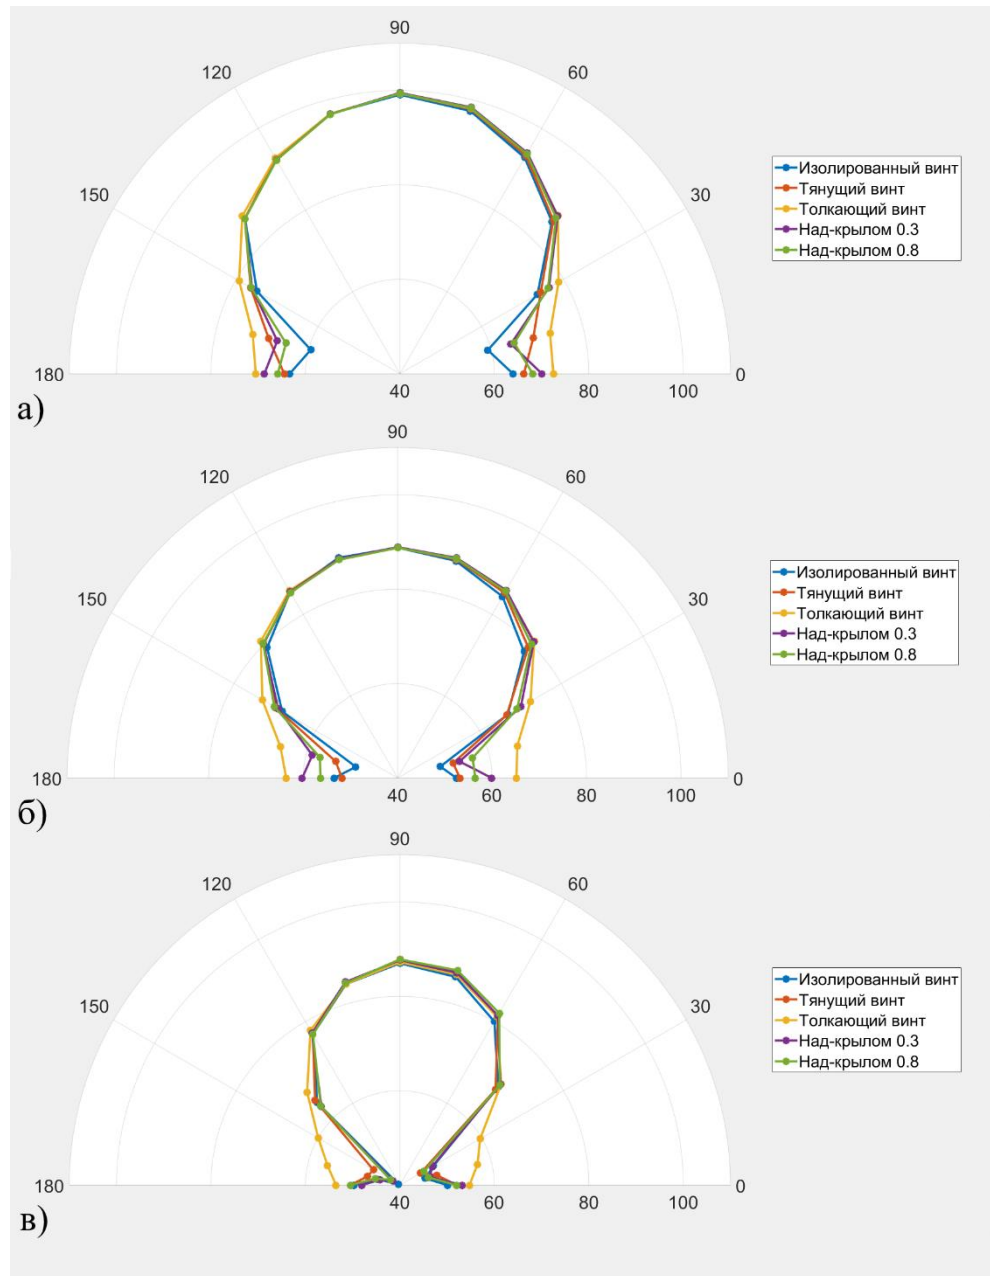 90
120
60
150
30
180
0
40
60
80
100
Изолированный винт
Тянущий винт
Толкающий винт
Над-крылом 0.3
Над-крылом 0.8
а)
90
120
60
150
30
180
0
40
60
80
100
Изолированный винт
Тянущий винт
Толкающий винт
Над-крылом 0.3
Над-крылом 0.8
б)
90
120
60
150
30
180
0
40
60
80
100
Изолированный винт
Тянущий винт
Толкающий винт
Над-крылом 0.3
Над-крылом 0.8
в)